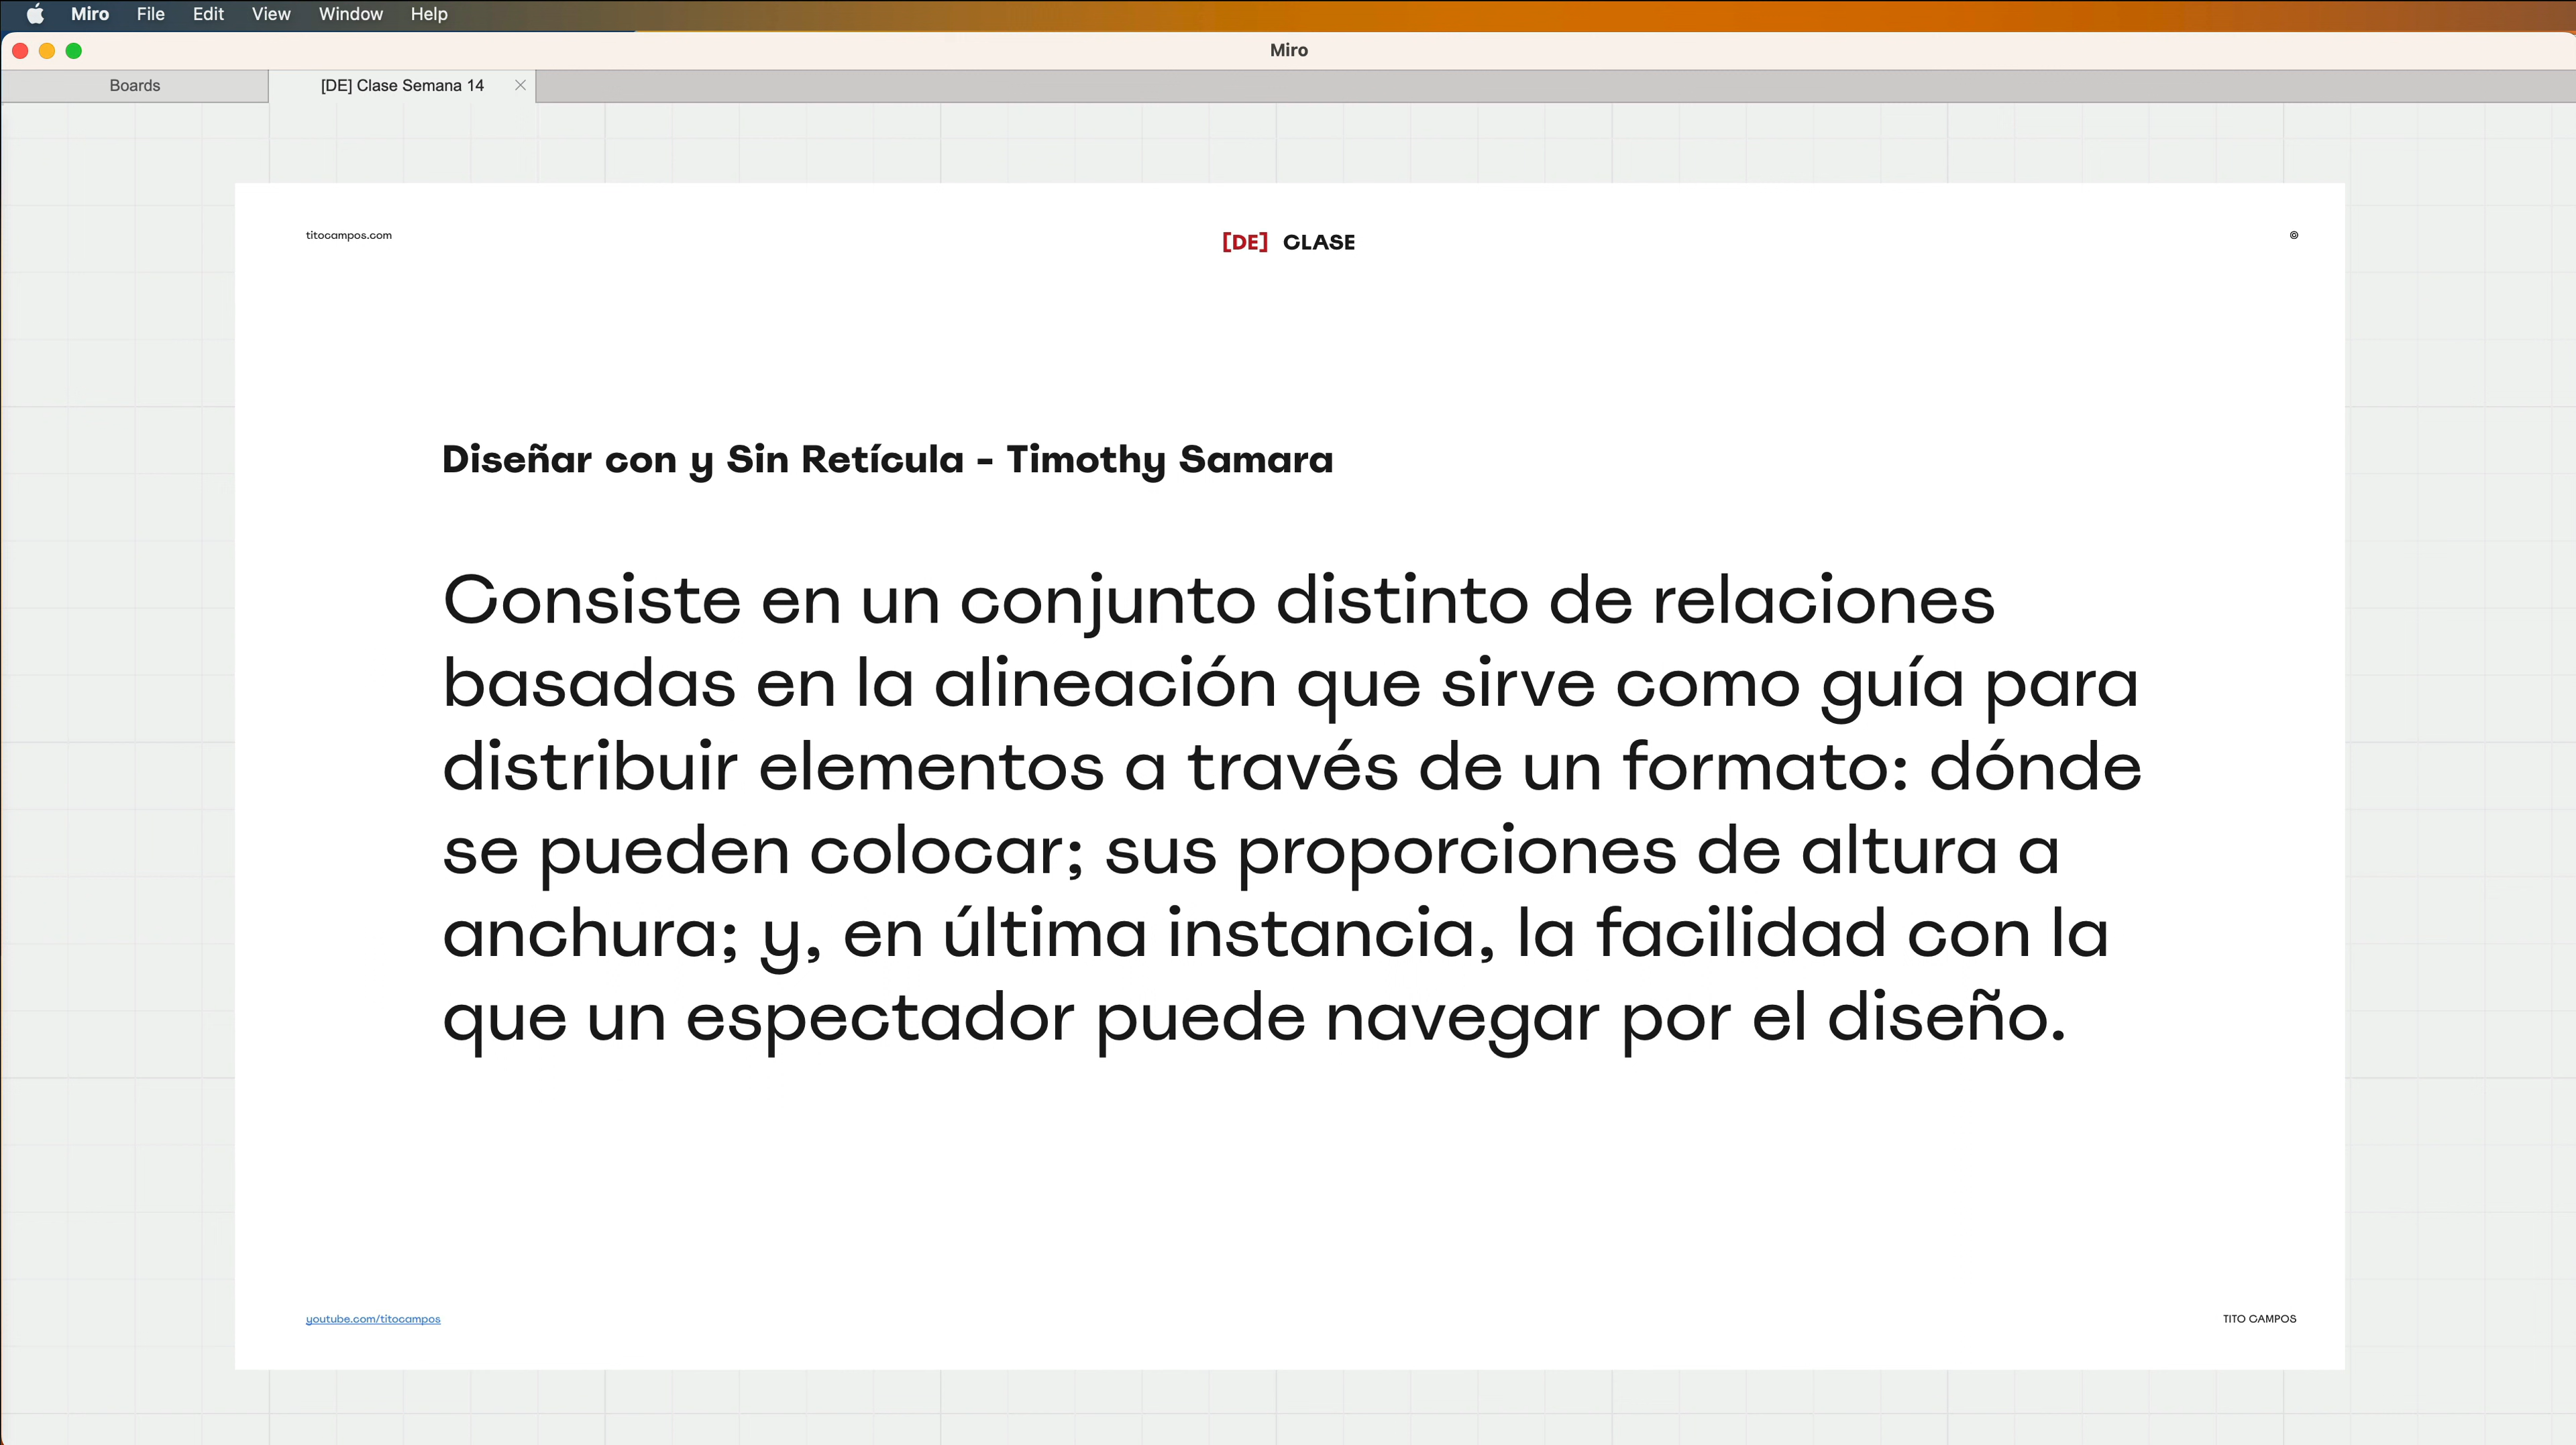 Miro File Edit View Window Help
Miro
Boards [DE] Clase Semana 14
titocampos.com
[DE] CLASE
Diseñar con y Sin Retícula - Timothy Samara
Consiste en un conjunto distinto de relaciones
basadas en la alineación que sirve como guía para
distribuir elementos a través de un formato: dónde
se pueden colocar; sus proporciones de altura a
anchura; y, en última instancia, la facilidad con la
que un espectador puede navegar por el diseño.
youtube.com/titocampos
TITO CAMPOS